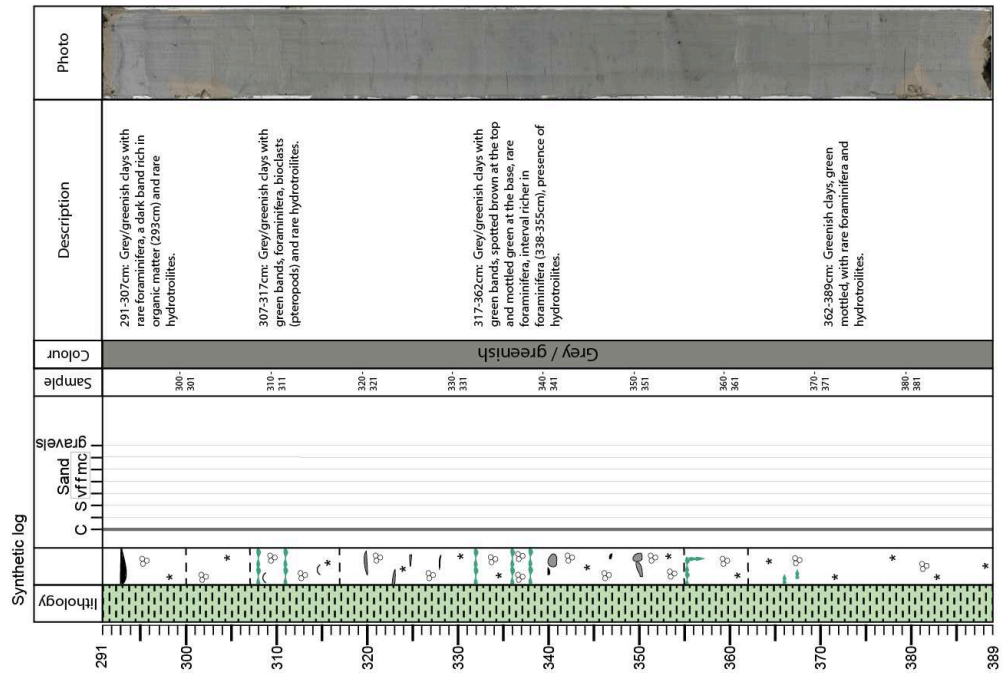 Synthetic log
Photo
Description
291-307cm: Grey/greenish clays with
rare foraminifera, a dark band rich in
organic matter (293cm) and rare
hydrotroilites.
307-317cm: Grey/greenish clays with
green bands, foraminifera, bioclasts
(pteropods) and rare hydrotroilites.
317-362cm: Grey/greenish clays with
green bands, spotted brown at the top
and mottled green at the base, rare
foraminifera, interval richer in
foraminifera (338-355cm), presence of
hydrotroilites.
362-389cm: Greenish clays, green
mottled, with rare foraminifera and
hydrotroilites.
Colour
Grey / greenish
Sample
300-
301
310-
311
320-
321
330-
331
340-
341
350-
351
360-
361
370-
371
380-
381
gravels
Sand
C S vf f m c
lithology
291
300
310
320
330
340
350
360
370
380
389